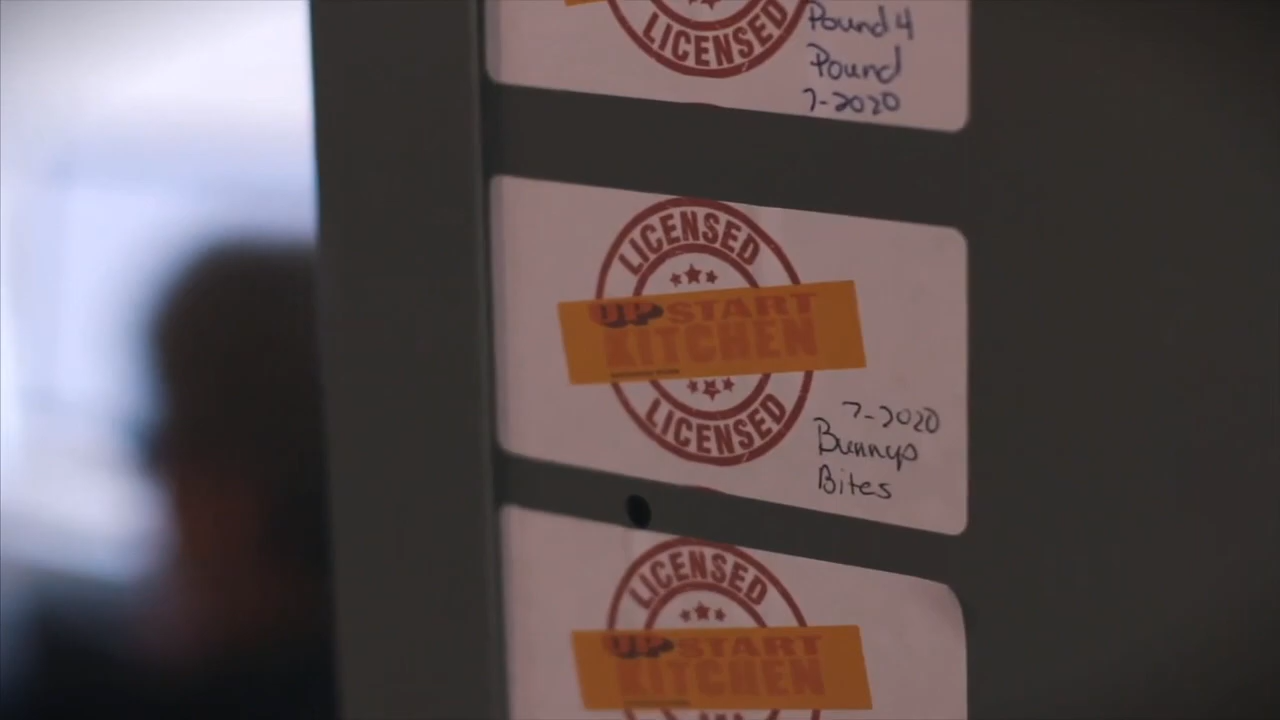 LICENSED
Pound 4
Pound
7-2020
LICENSED
UPSTART
KITCHEN
LICENSED
7-2020
Bunnys
Bites
LICENSED
UPSTART
KITCHEN